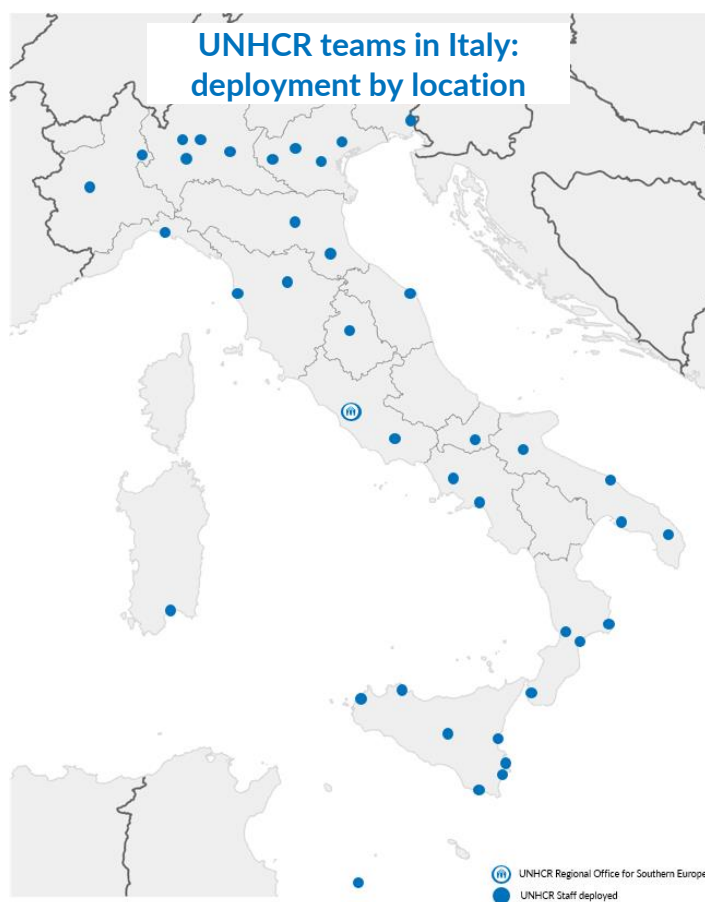 UNHCR teams in Italy:
deployment by location
UNHCR Regional Office for Southern Europe
UNHCR Staff deployed